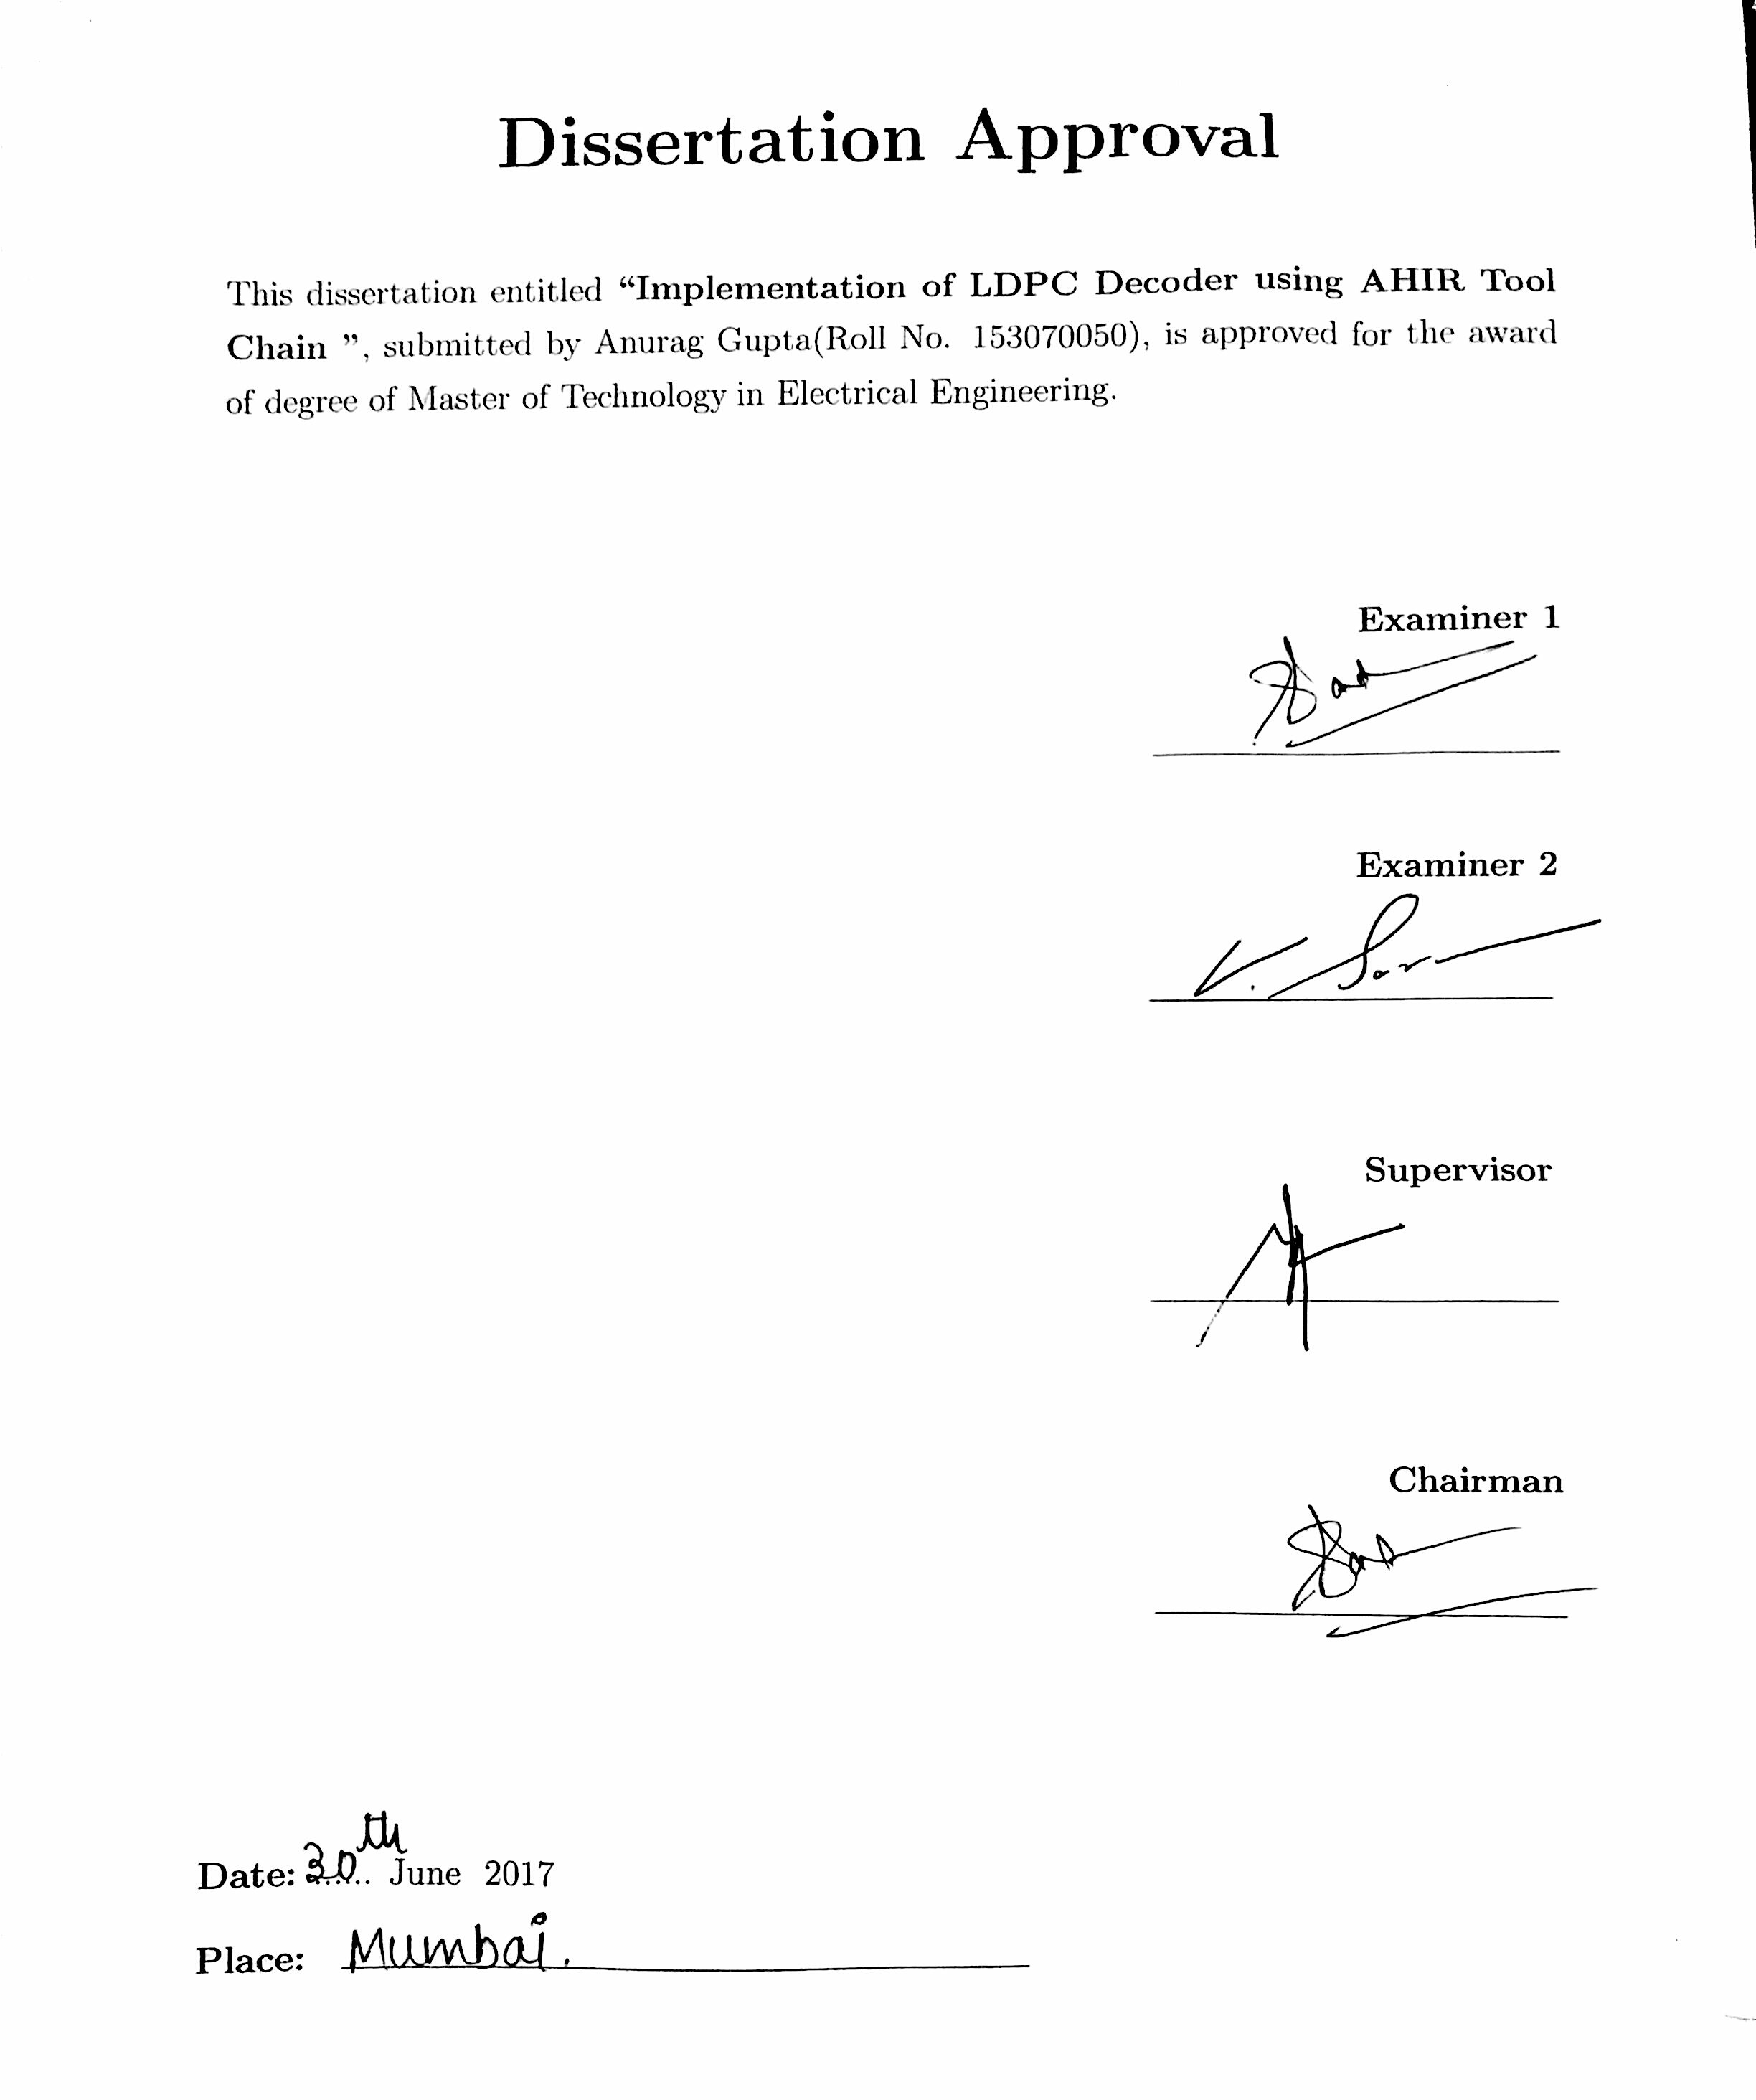 Dissertation Approval
This dissertation entitled “Implementation of LDPC Decoder using AHIR Tool
Chain ”, submitted by Anurag Gupta(Roll No. 153070050), is approved for the award
of degree of Master of Technology in Electrical Engineering.
Examiner 1
Examiner 2
Supervisor
Chairman
Date: 30th June 2017
Place: Mumbai.